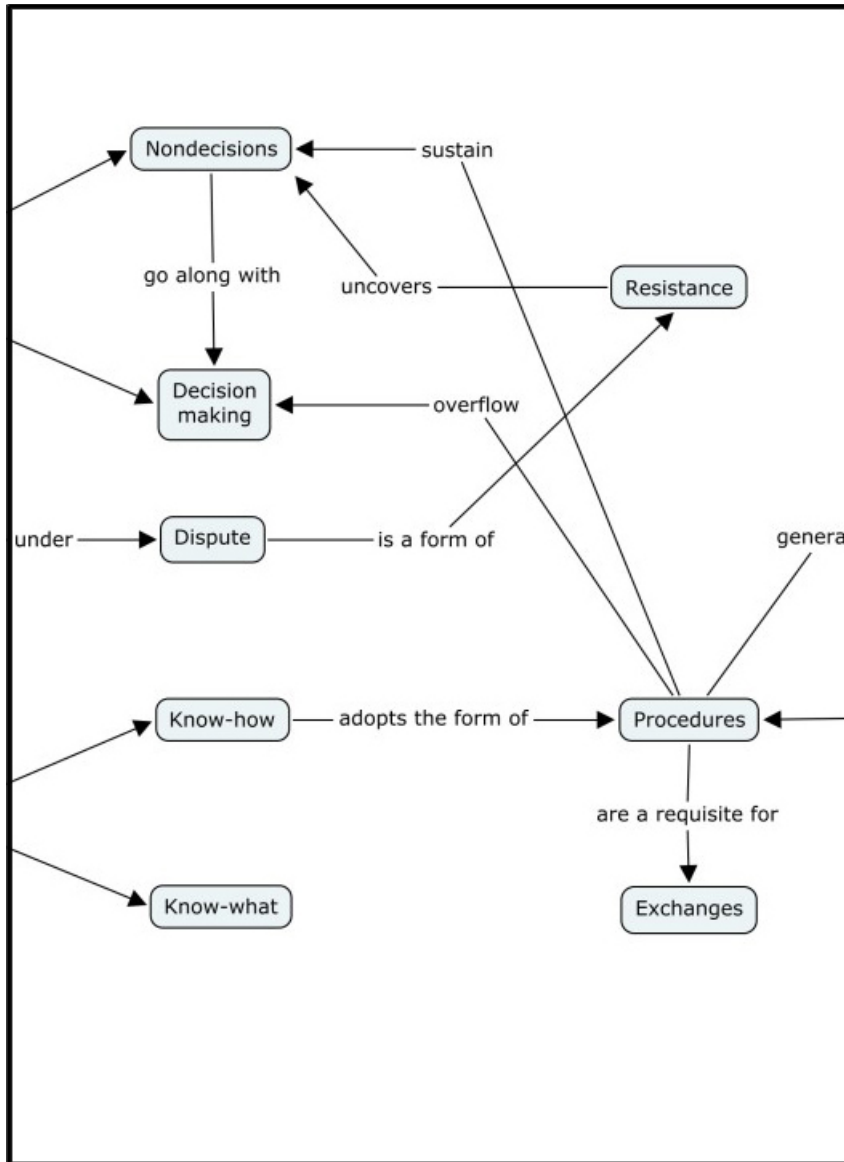 Nondecisions
sustain
go along with
uncovers
Resistance
Decision
making
overflow
under
Dispute
is a form of
genera
Know-how
adopts the form of
Procedures
are a requisite for
Know-what
Exchanges